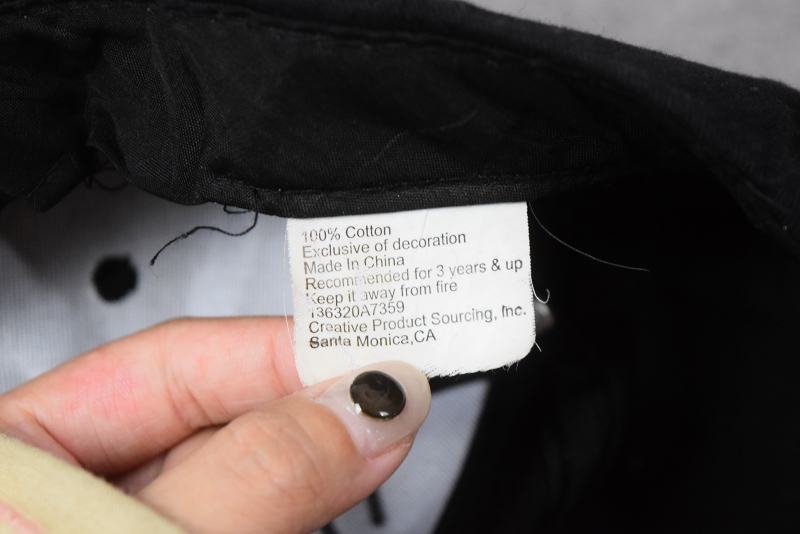 100% Cotton
Exclusive of decoration
Made In China
Recommended for 3 years & up
Keep it away from fire
136320A7359
Creative Product Sourcing, Inc.
Santa Monica,CA